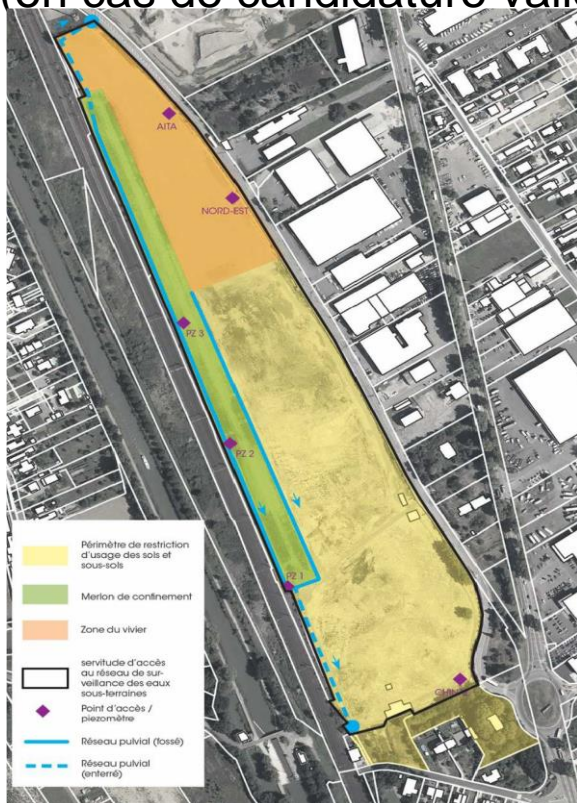 (en cas de candidature
AITA
NORD-EST
PZ 3
PZ 2
PZ 1
Périmètre de restriction
d'usage des sols et
sous-sols
Merlon de confinement
Zone du vivier
servitude d'accès
au réseau de sur-
veillance des eaux
sous-terraines
Point d'accès /
piezomètre
Réseau pulvial (fossé)
Réseau pulvial
(enterré)